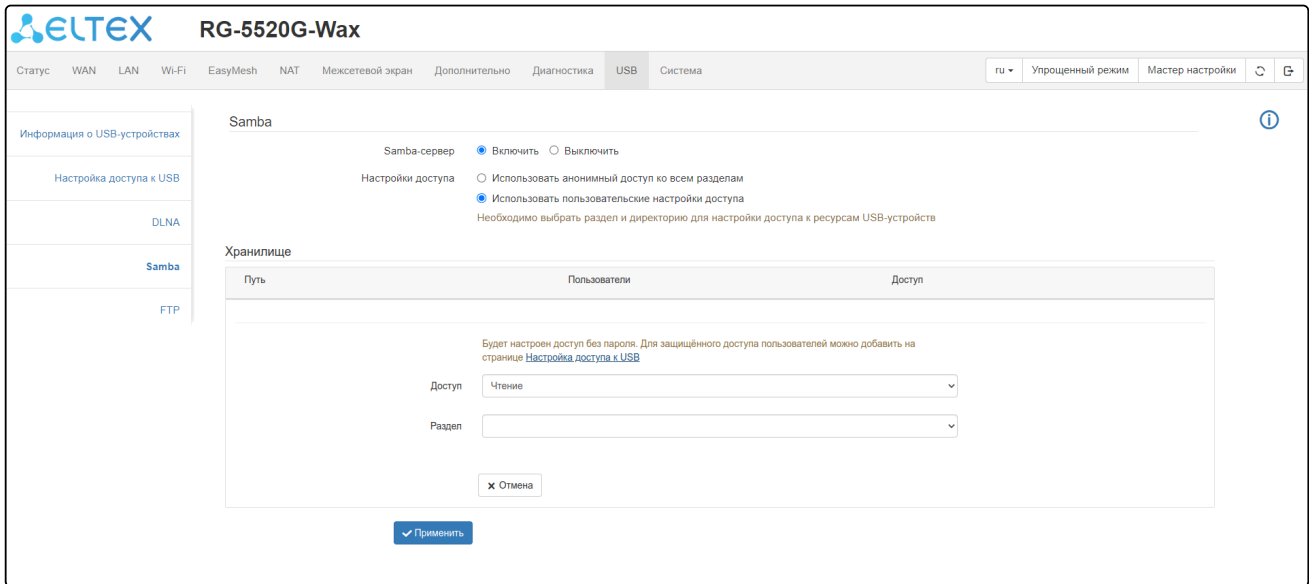 ELTEX RG-5520G-Wax
Статус WAN LAN Wi-Fi EasyMesh NAT Межсетевой экран Дополнительно Диагностика USB Система ru Упрощенный режим Мастер настройки
Информация о USB-устройствах
Настройка доступа к USB
DLNA
Samba
FTP
Samba
Samba-сервер Включить Выключить
Настройки доступа Использовать анонимный доступ ко всем разделам
Использовать пользовательские настройки доступа
Необходимо выбрать раздел и директорию для настройки доступа к ресурсам USB-устройств
Хранилище
Путь Пользователи Доступ
Будет настроен доступ без пароля. Для защищённого доступа пользователей можно добавить на
странице Настройка доступа к USB
Доступ Чтение
Раздел
Отмена
Применить